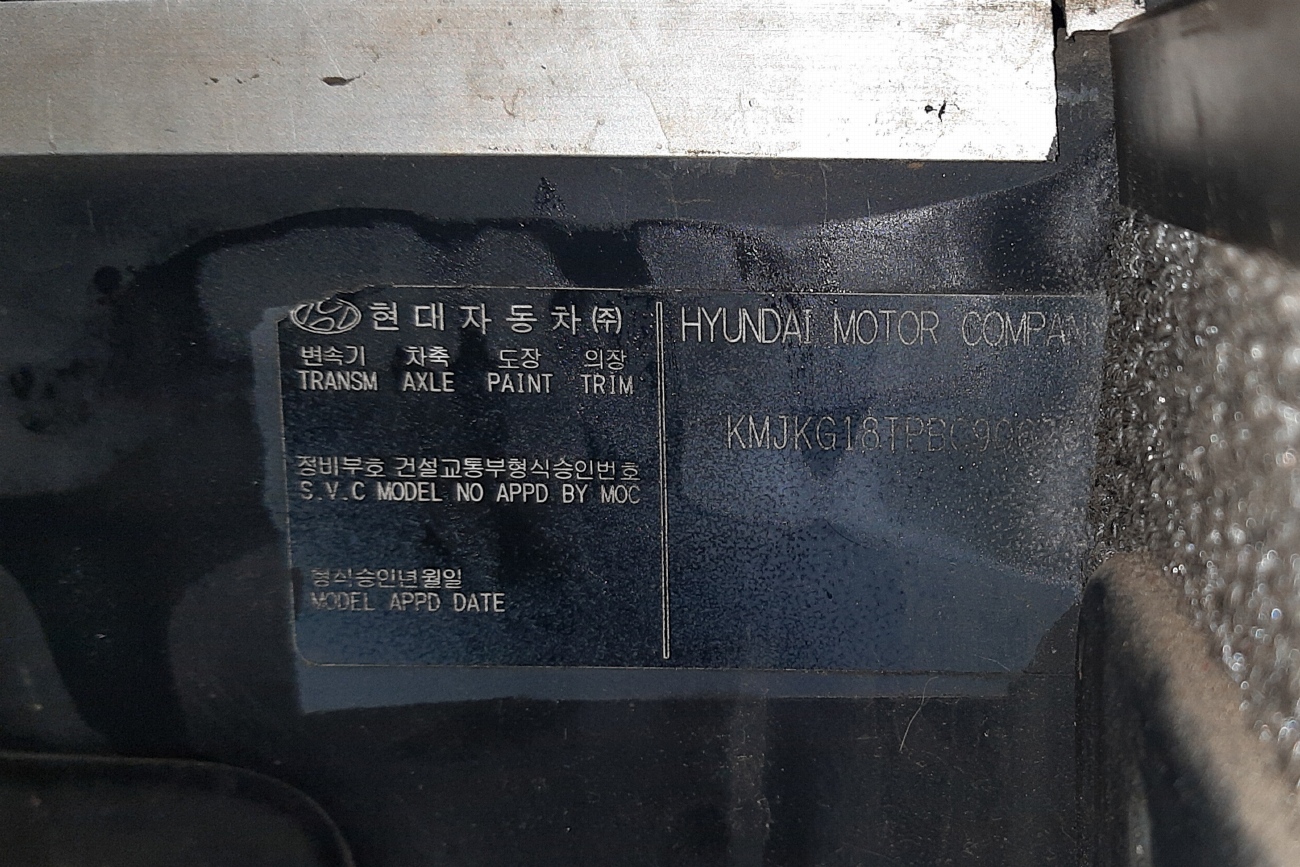 현대자동차㈜
변속기 차축 도장 의장
TRANSM AXLE PAINT TRIM
정비부호 건설교통부형식승인번호
S.V.C MODEL NO APPD BY MOC
형식승인년월일
MODEL APPD DATE
HYUNDAI MOTOR COMPAN